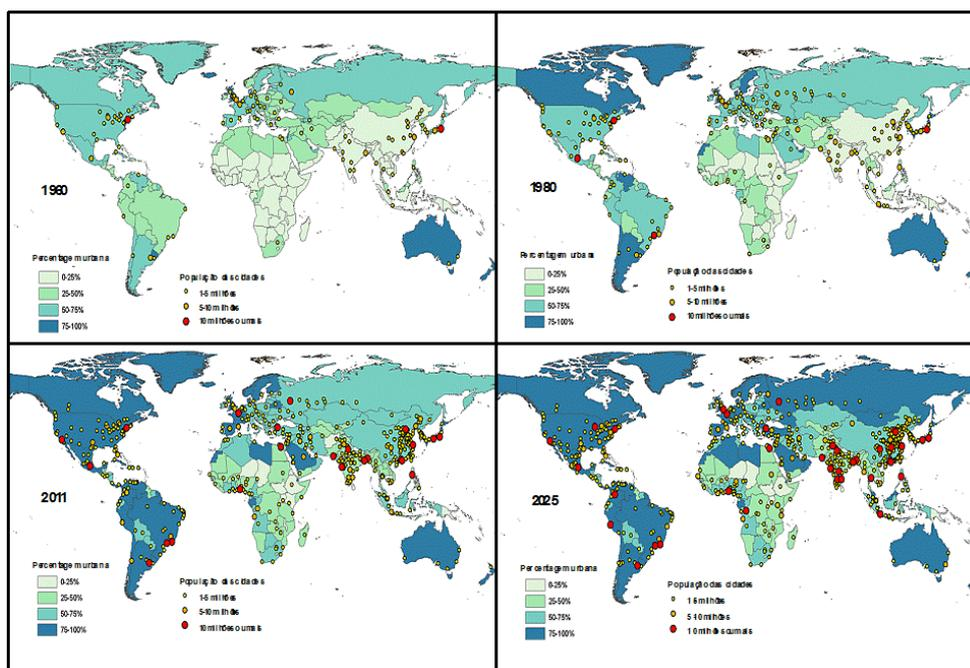 1960
Percentagem urbana
0-25%
25-50%
50-75%
75-100%
População das cidades
1-5 milhões
5-10 milhões
10 milhões ou mais
1980
Percentagem urbana
0-25%
25-50%
50-75%
75-100%
População das cidades
1-5 milhões
5-10 milhões
10 milhões ou mais
2011
Percentagem urbana
0-25%
25-50%
50-75%
75-100%
População das cidades
1-5 milhões
5-10 milhões
10 milhões ou mais
2025
Percentagem urbana
0-25%
25-50%
50-75%
75-100%
População das cidades
1-5 milhões
5-10 milhões
10 milhões ou mais